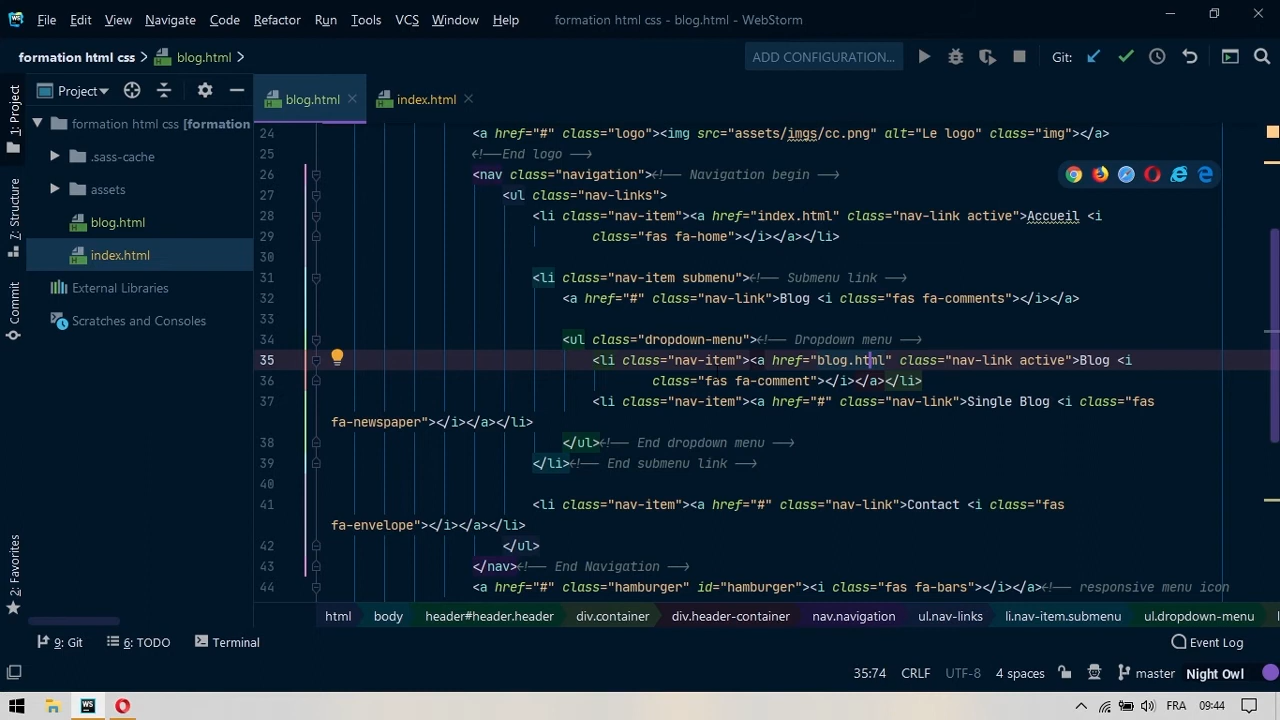 File Edit View Navigate Code Refactor Run Tools VCS Window Help formation html css - blog.html - WebStorm
formation html css blog.html ADD CONFIGURATION... Git:
1: Project
Z: Structure
Commit
2: Favorites
Project
formation html css [formation
.sass-cache
assets
blog.html
index.html
External Libraries
Scratches and Consoles
blog.html index.html
24 <a href="#" class="logo"><img src="assets/imgs/cc.png" alt="Le logo" class="img"></a>
25 <!--End logo -->
26 <nav class="navigation"><!-- Navigation begin -->
27 <ul class="nav-links">
28 <li class="nav-item"><a href="index.html" class="nav-link active">Accueil <i
29 class="fas fa-home"></i></a></li>
30
31 <li class="nav-item submenu"><!-- Submenu link -->
32 <a href="#" class="nav-link">Blog <i class="fas fa-comments"></i></a>
33
34 <ul class="dropdown-menu"><!-- Dropdown menu -->
35 <li class="nav-item"><a href="blog.html" class="nav-link active">Blog <i
36 class="fas fa-comment"></i></a></li>
37 <li class="nav-item"><a href="#" class="nav-link">Single Blog <i class="fas
fa-newspaper"></i></a></li>
38 </ul><!-- End dropdown menu -->
39 </li><!-- End submenu link -->
40
41 <li class="nav-item"><a href="#" class="nav-link">Contact <i class="fas
fa-envelope"></i></a></li>
42 </ul>
43 </nav><!-- End Navigation -->
44 <a href="#" class="hamburger" id="hamburger"><i class="fas fa-bars"></i></a><!-- responsive menu icon
html body header#header.header div.container div.header-container nav.navigation ul.nav-links li.nav-item.submenu ul.dropdown-menu
9: Git 6: TODO Terminal Event Log
35:74 CRLF UTF-8 4 spaces master Night Owl
WS FRA 09:44